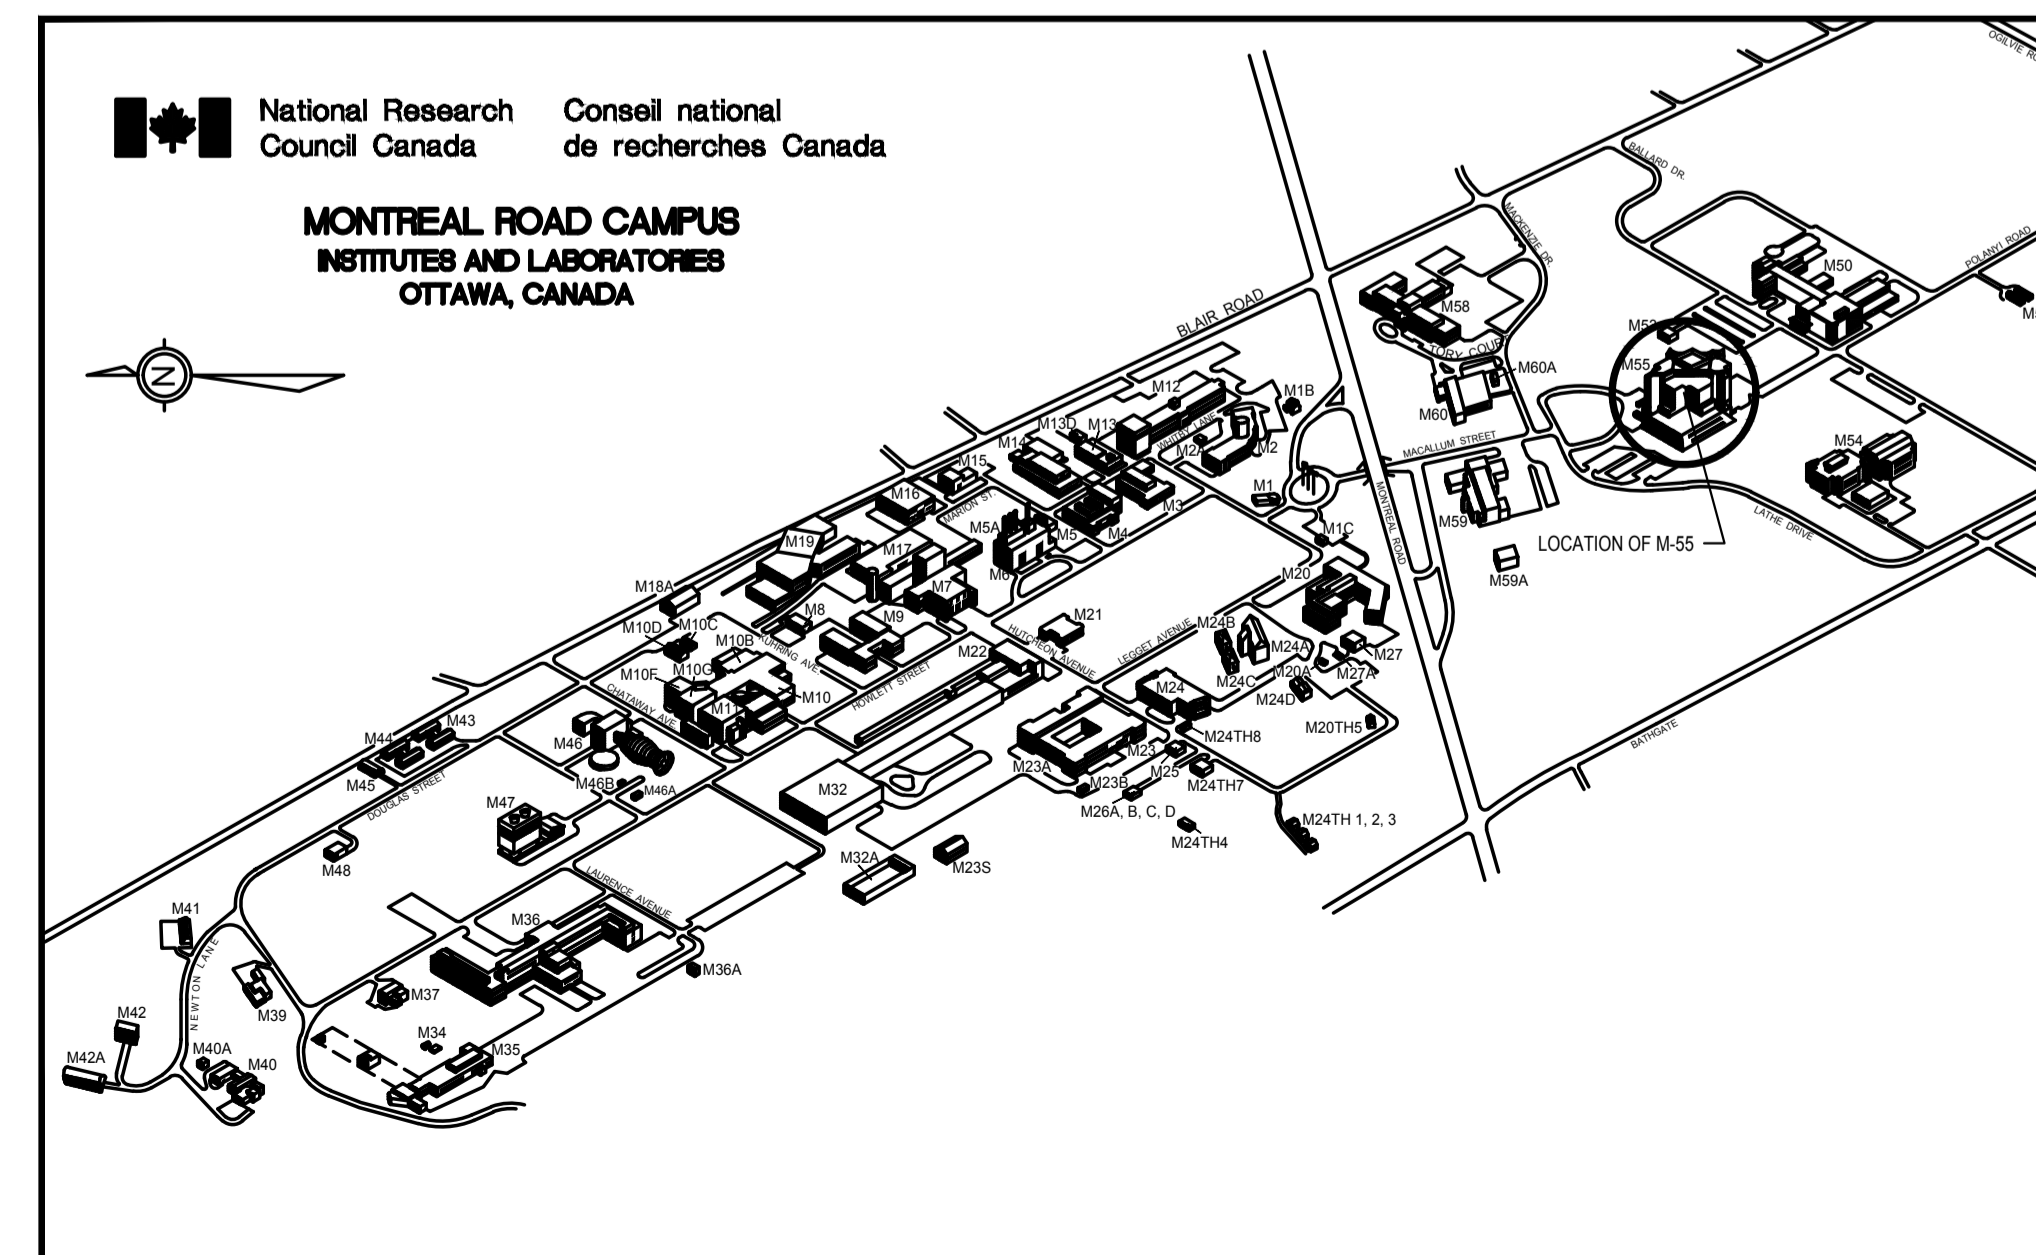 National Research Conseil national
Council Canada de recherches Canada
MONTREAL ROAD CAMPUS
INSTITUTES AND LABORATORIES
OTTAWA, CANADA
N
BALLARD DR.
MACKENZIE DR.
POLANYI ROAD
M50
BLAIR ROAD
M58
TORY COURT
M55
M60A
M60
M12
M1B
WHITBY LANE
M13D
M13
M14
M2A
M2
MACALLUM STREET
M54
M15
M16
MARION ST.
M1
M3
MONTREAL ROAD
M59
LATHE DRIVE
M5A
M5
M4
M1C
LOCATION OF M-55
M19
M17
M6
M20
M59A
M18A
M7
M8
M9
M21
M10D
M10C
M10B
KUHRING AVE.
HUTCHEON AVENUE
LEGGET AVENUE
M24B
M24A
M27
M22
M10F
M10G
M20A
M27A
M24C
HOWLETT STREET
M10
M24
M24D
CHATAWAY AVE.
M11
M43
M44
M46
M20TH5
M24TH8
M23
BATHGATE
M45
M23A
M25
DOUGLAS STREET
M46B
M46A
M32
M23B
M24TH7
M47
M26A, B, C, D
M24TH 1, 2, 3
M24TH4
M48
M32A
M23S
LAURENCE AVENUE
M41
M36
NEWTON LANE
M36A
M37
M39
M42
M34
M35
M42A
M40A
M40